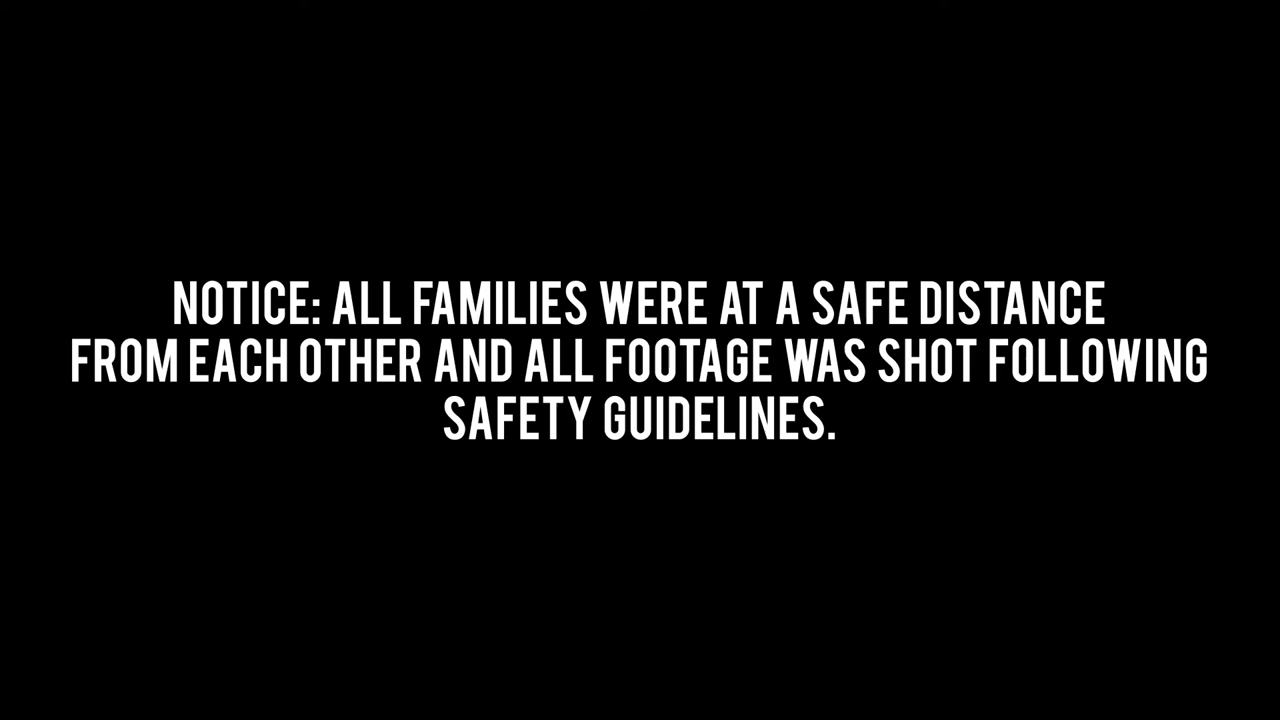 NOTICE: ALL FAMILIES WERE AT A SAFE DISTANCE
FROM EACH OTHER AND ALL FOOTAGE WAS SHOT FOLLOWING
SAFETY GUIDELINES.